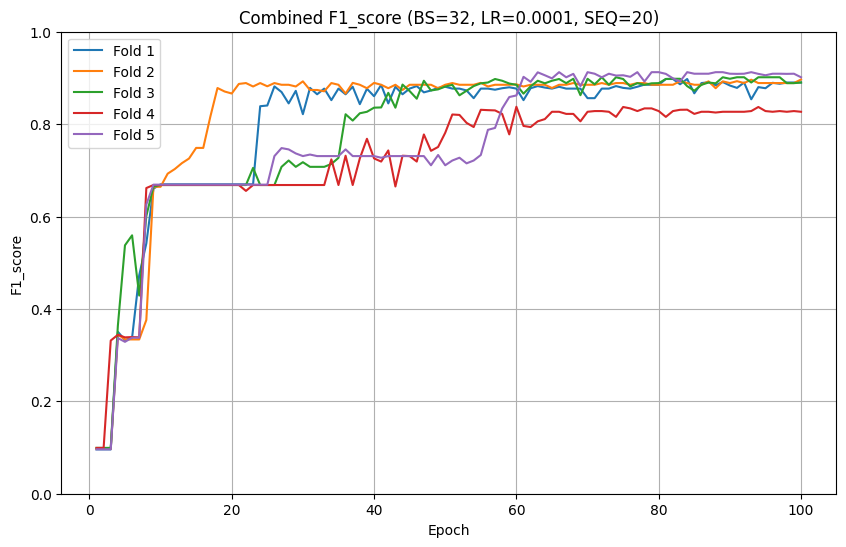 Combined F1_score (BS=32, LR=0.0001, SEQ=20)
Fold 1
Fold 2
Fold 3
Fold 4
Fold 5
F1_score
1.0
0.8
0.6
0.4
0.2
0.0
0 20 40 60 80 100
Epoch